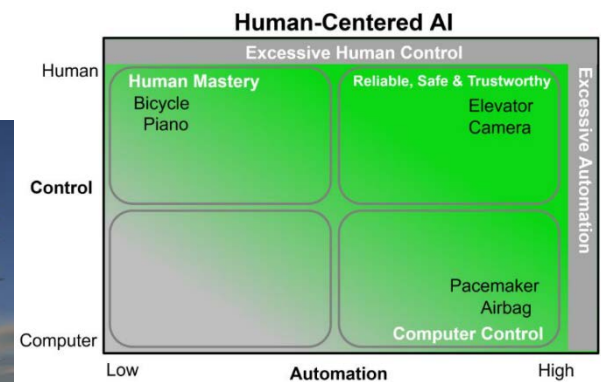 Human-Centered AI
Excessive Human Control
Human
Human Mastery
Reliable, Safe & Trustworthy
Bicycle
Piano
Elevator
Camera
Excessive Automation
Control
Pacemaker
Airbag
Computer Control
Computer
Low
Automation
High